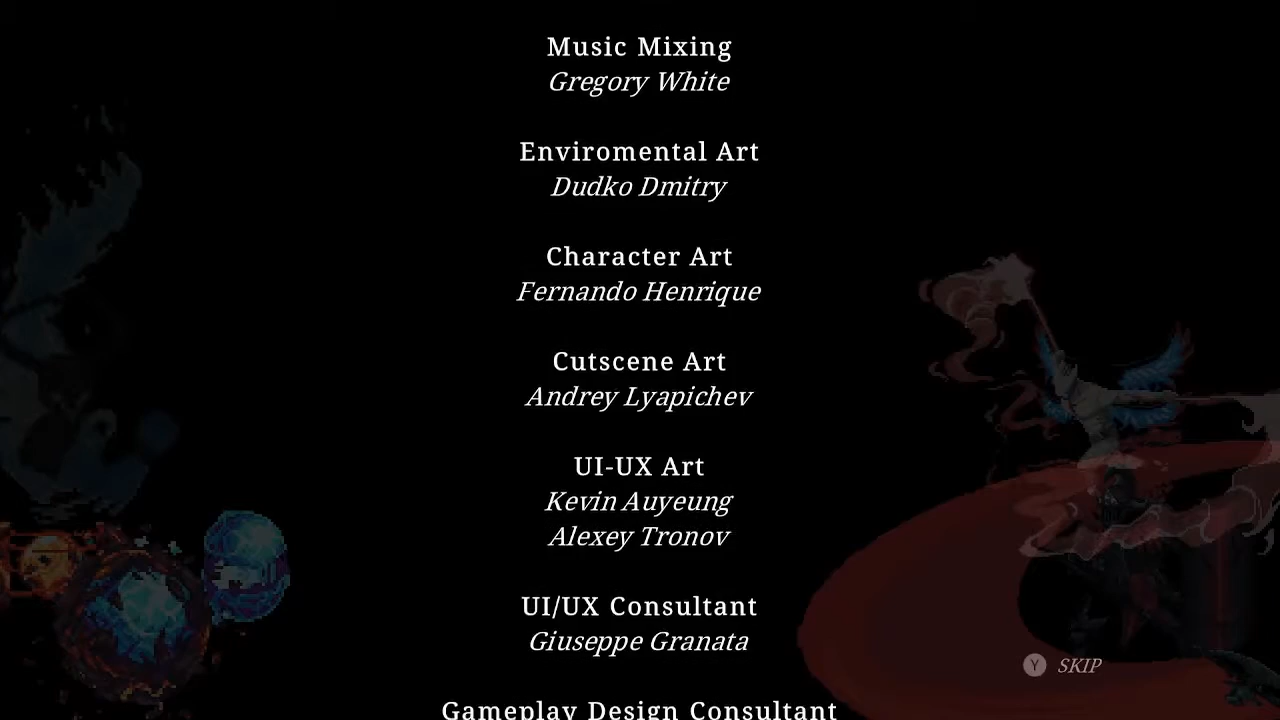 Music Mixing
Gregory White
Enviromental Art
Dudko Dmitry
Character Art
Fernando Henrique
Cutscene Art
Andrey Lyapichev
UI-UX Art
Kevin Auyeung
Alexey Tronov
UI/UX Consultant
Giuseppe Granata
Y SKIP
Gameplay Design Consultant